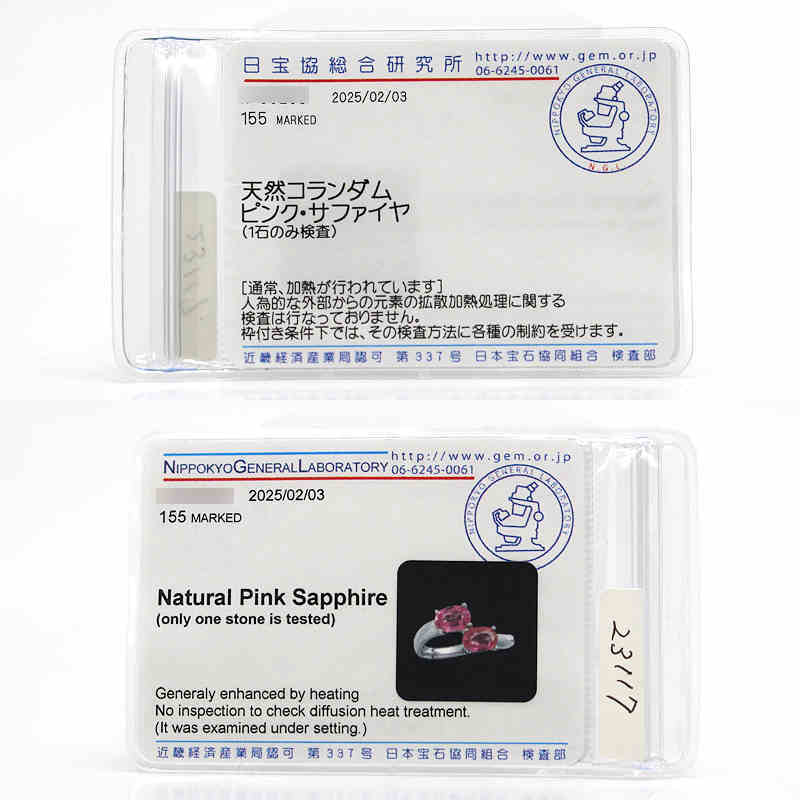 日宝協総合研究所
http://www.gem.or.jp
06-6245-0061
2025/02/03
155 MARKED
NIPPOKYO GENERAL LABORATORY
N.G.L.
天然コランダム
ピンク・サファイヤ
(1石のみ検査)
[通常、加熱が行われています]
人為的な外部からの元素の拡散加熱処理に関する
検査は行なっておりません。
枠付き条件下では、その検査方法に各種の制約を受けます。
近畿経済産業局認可 第337号 日本宝石協同組合 検査部
23117
NIPPOKYO GENERAL LABORATORY
http://www.gem.or.jp
06-6245-0061
2025/02/03
155 MARKED
NIPPOKYO GENERAL LABORATORY
Natural Pink Sapphire
(only one stone is tested)
Generaly enhanced by heating
No inspection to check diffusion heat treatment.
(It was examined under setting.)
近畿経済産業局認可 第337号 日本宝石協同組合 検査部
23117